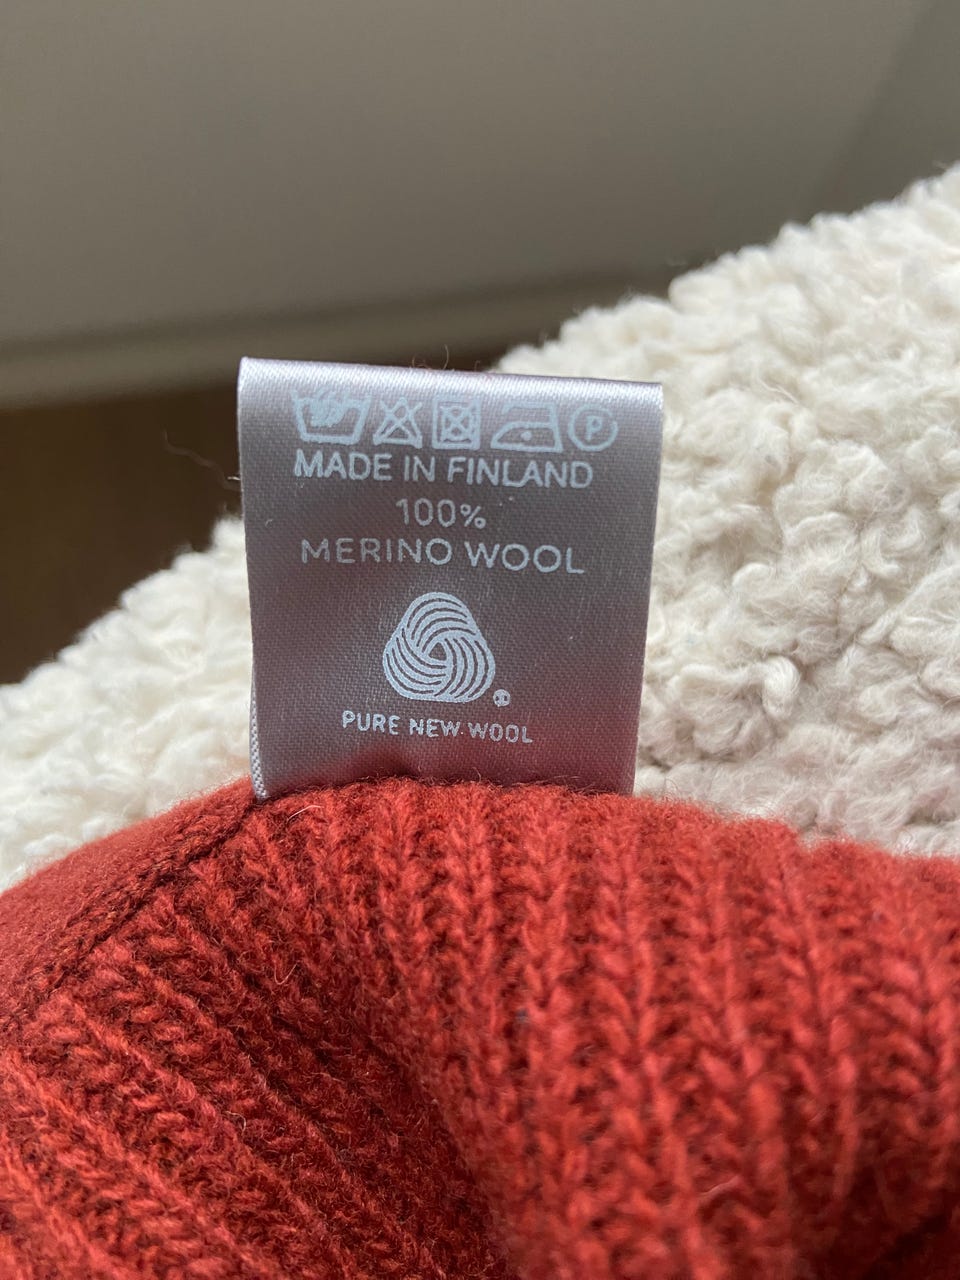 P
MADE IN FINLAND
100%
MERINO WOOL
PURE NEW WOOL